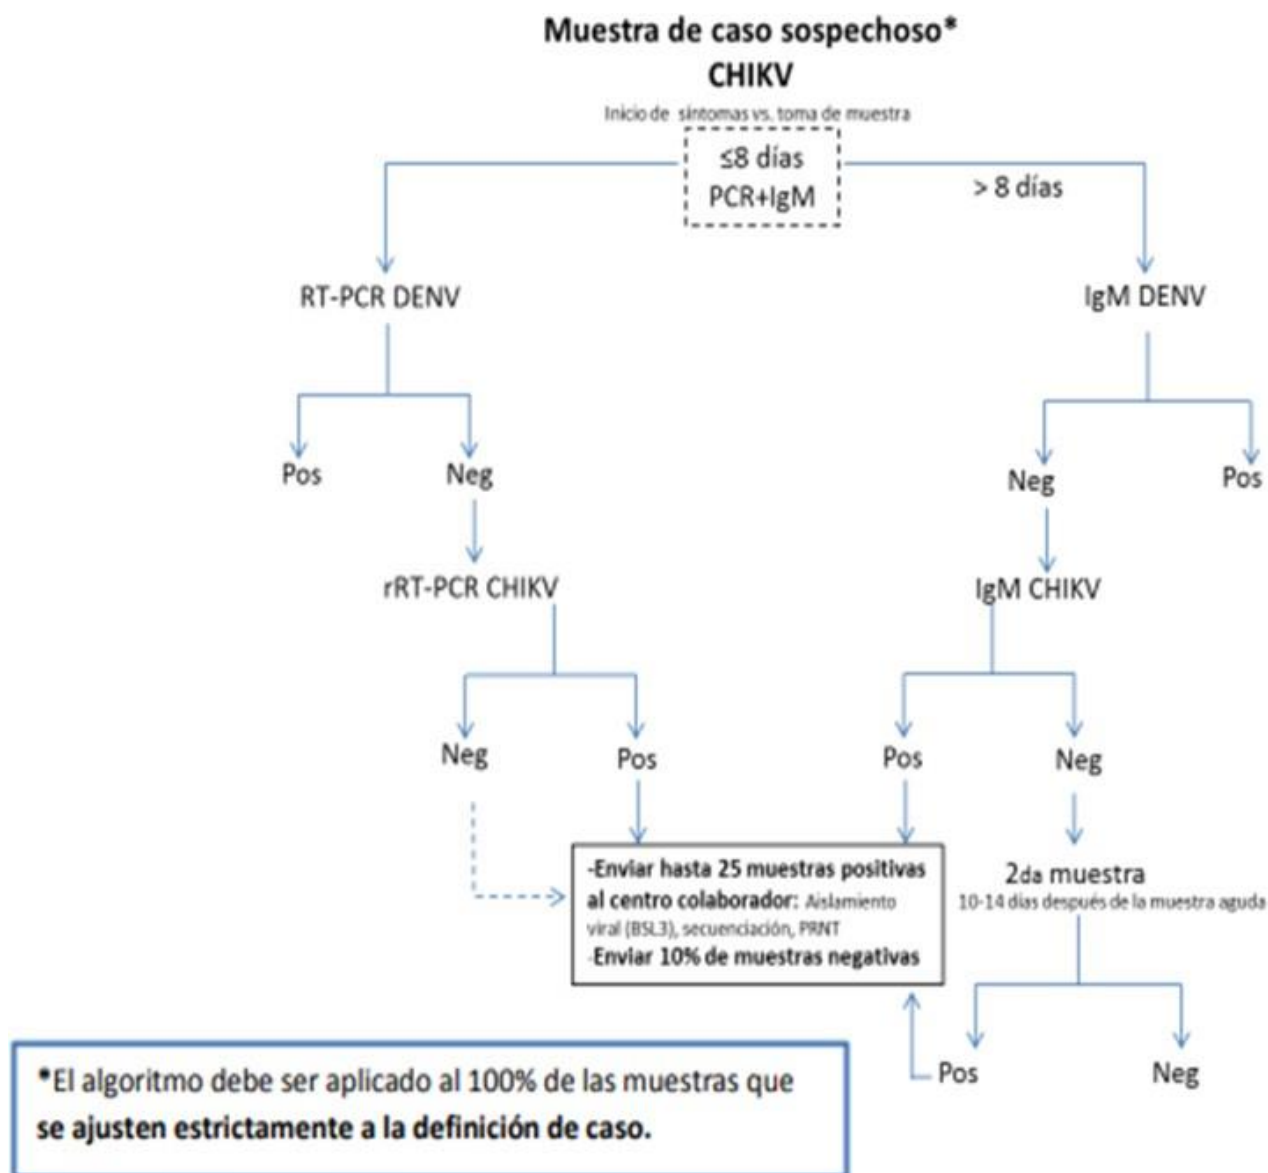 Muestra de caso sospechoso*
CHIKV
Inicio de síntomas vs. toma de muestra
≤8 días
PCR+IgM
> 8 días
RT-PCR DENV
IgM DENV
Pos
Neg
Neg
Pos
rRT-PCR CHIKV
IgM CHIKV
Neg
Pos
Pos
Neg
-Enviar hasta 25 muestras positivas
al centro colaborador: Aislamiento
viral (BSL3), secuenciación, PRNT
-Enviar 10% de muestras negativas
2da muestra
10-14 días después de la muestra aguda
Pos
Neg
*El algoritmo debe ser aplicado al 100% de las muestras que
se ajusten estrictamente a la definición de caso.